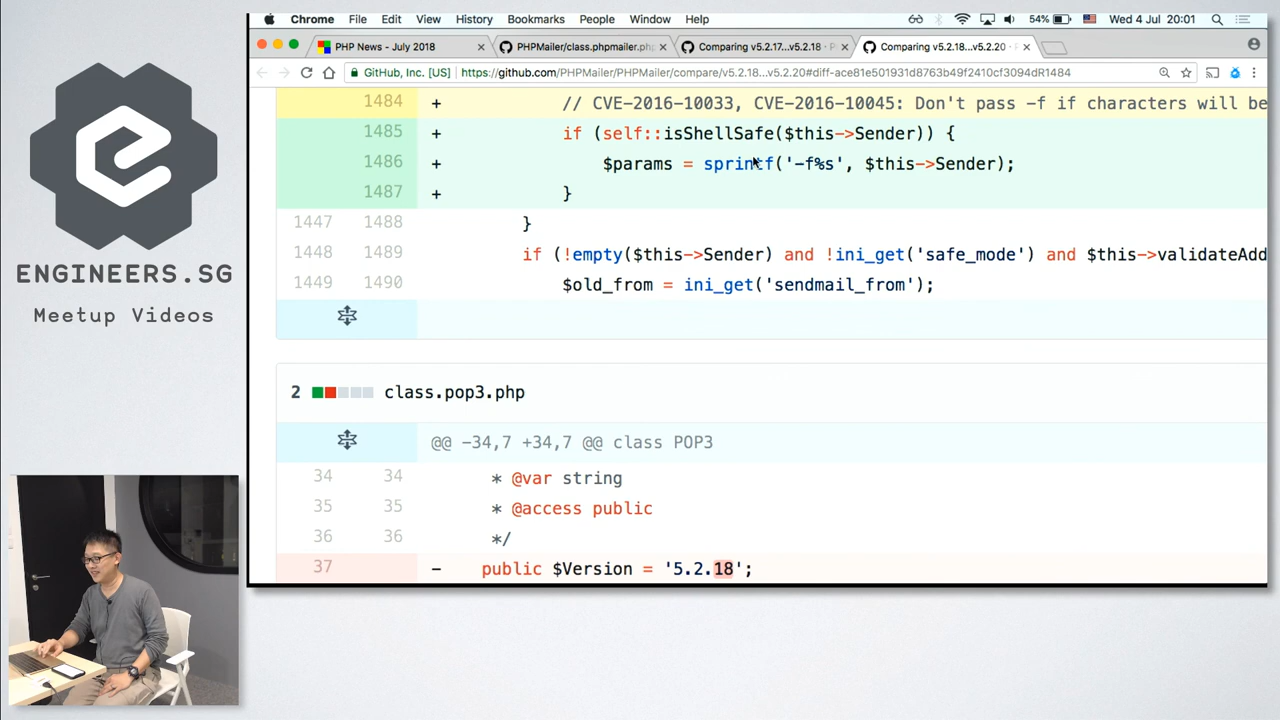 Chrome File Edit View History Bookmarks People Window Help 54% Wed 4 Jul 20:01
PHP News - July 2018 × PHPMailer/class.phpmailer.php × Comparing v5.2.17...v5.2.18 · P × Comparing v5.2.18...v5.2.20 · P ×
GitHub, Inc. [US] https://github.com/PHPMailer/PHPMailer/compare/v5.2.18...v5.2.20#diff-ace81e501931d8763b49f2410cf3094dR1484
1484 + // CVE-2016-10033, CVE-2016-10045: Don't pass -f if characters will be
1485 + if (self::isShellSafe($this->Sender)) {
1486 + $params = sprintf('-f%s', $this->Sender);
1487 + }
1447 1488 }
1448 1489 if (!empty($this->Sender) and !ini_get('safe_mode') and $this->validateAdd
1449 1490 $old_from = ini_get('sendmail_from');
2 class.pop3.php
@@ -34,7 +34,7 @@ class POP3
34 34 * @var string
35 35 * @access public
36 36 */
37 - public $Version = '5.2.18';
ENGINEERS.SG
Meetup Videos